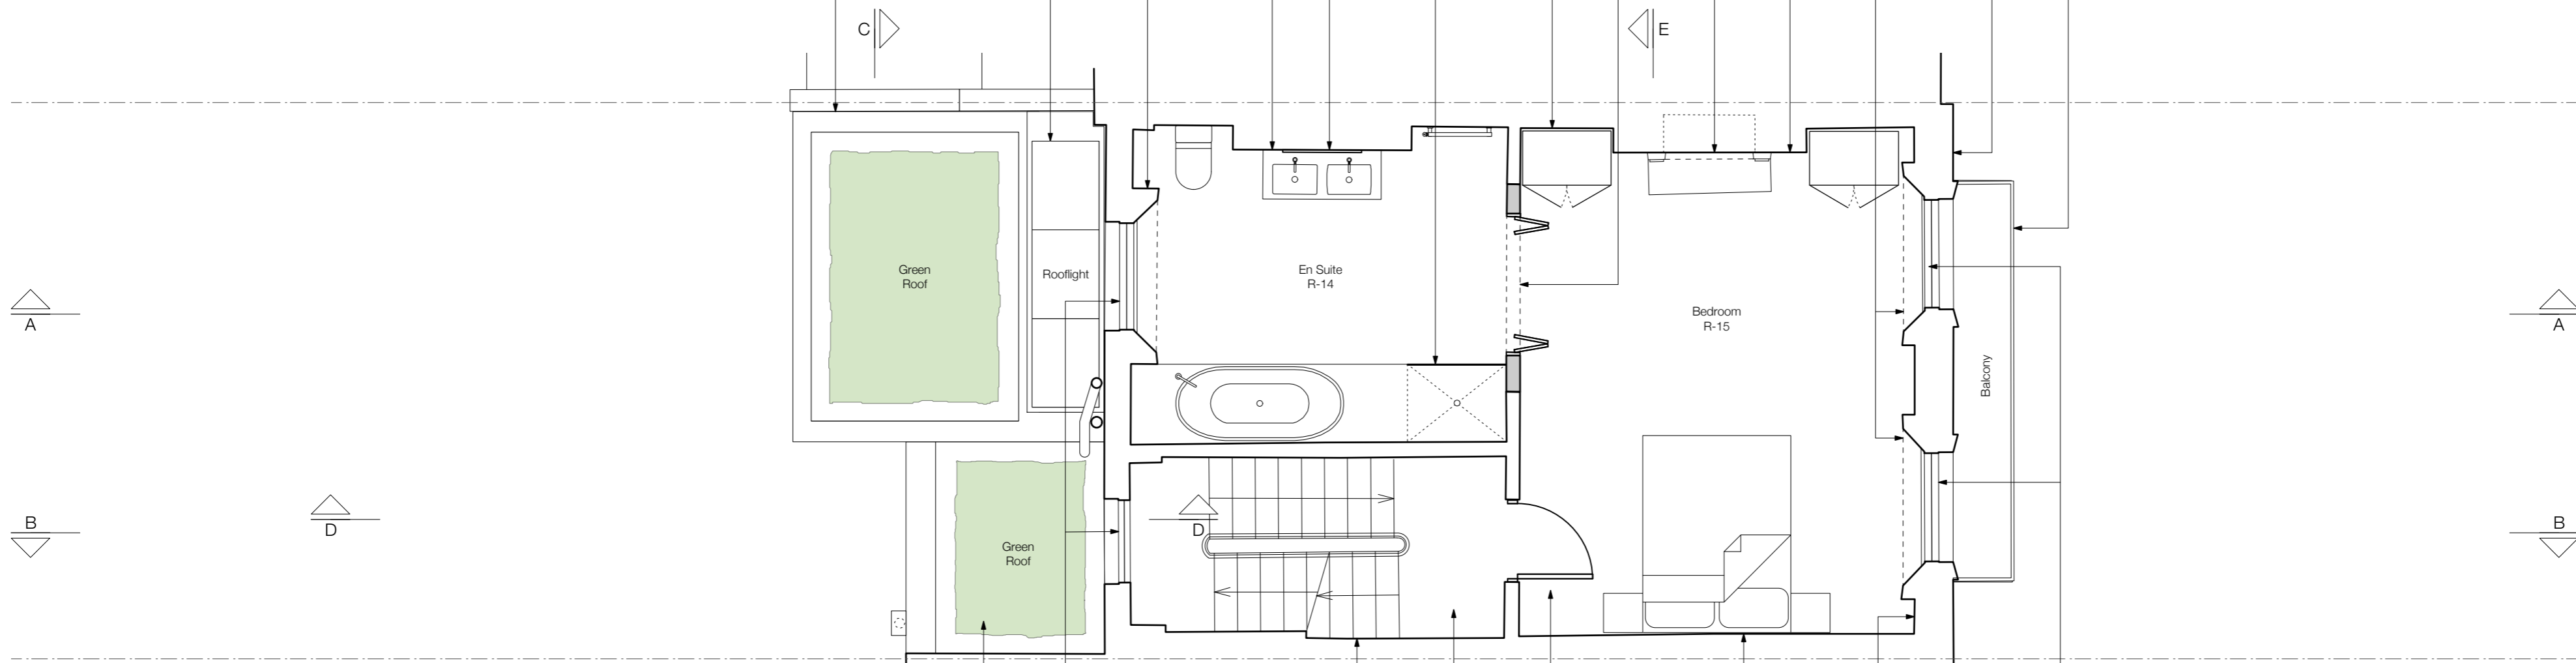 C
E
Green
Roof
Rooflight
En Suite
R-14
Bedroom
R-15
A
A
Balcony
B
D
D
B
Green
Roof